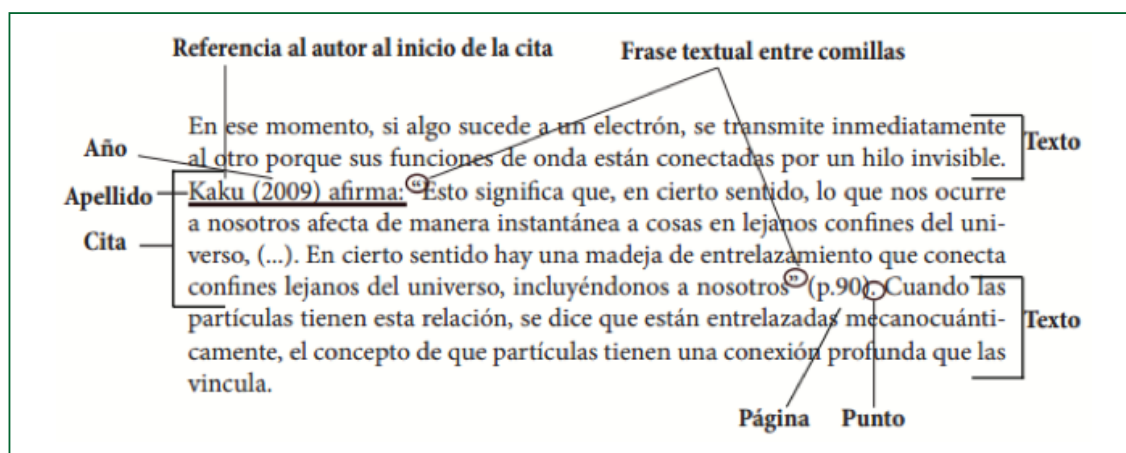 Referencia al autor al inicio de la cita
Frase textual entre comillas
En ese momento, si algo sucede a un electrón, se transmite inmediatamente
Texto
Año
al otro porque sus funciones de onda están conectadas por un hilo invisible.
Apellido
Kaku (2009) afirma: “Esto significa que, en cierto sentido, lo que nos ocurre
a nosotros afecta de manera instantánea a cosas en lejanos confines del uni-
Cita
verso, (...). En cierto sentido hay una madeja de entrelazamiento que conecta
confines lejanos del universo, incluyéndonos a nosotros” (p.90). Cuando las
partículas tienen esta relación, se dice que están entrelazadas mecanocuánti-
Texto
camente, el concepto de que partículas tienen una conexión profunda que las
vincula.
Página
Punto